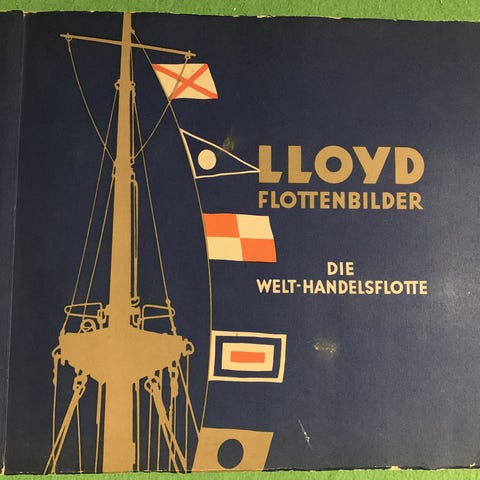 LLOYD
FLOTTENBILDER
DIE
WELT-HANDELSFLOTTE